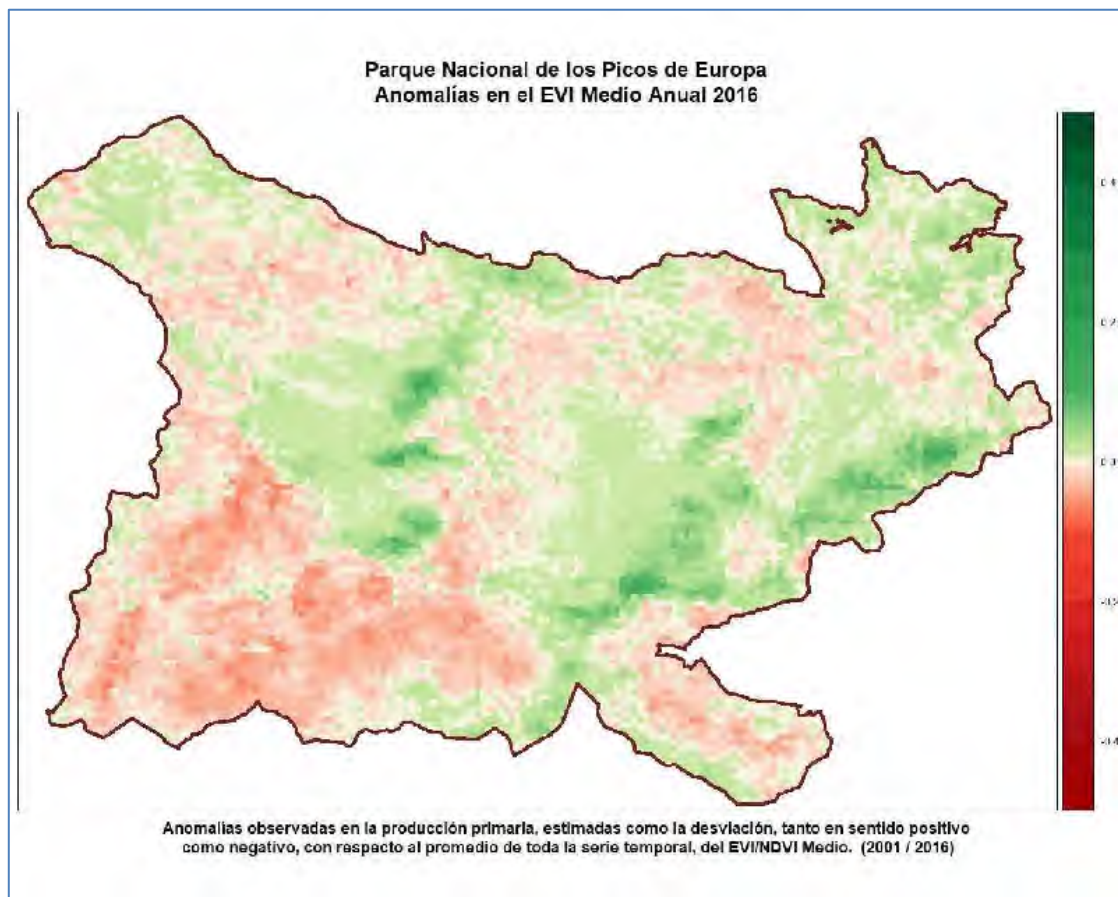 Parque Nacional de los Picos de Europa
Anomalías en el EVI Medio Anual 2016
0.2
Anomalías observadas en la producción primaria, estimadas como la desviación, tanto en sentido positivo
como negativo, con respecto al promedio de toda la serie temporal, del EVI/NDVI Medio. (2001 / 2016)